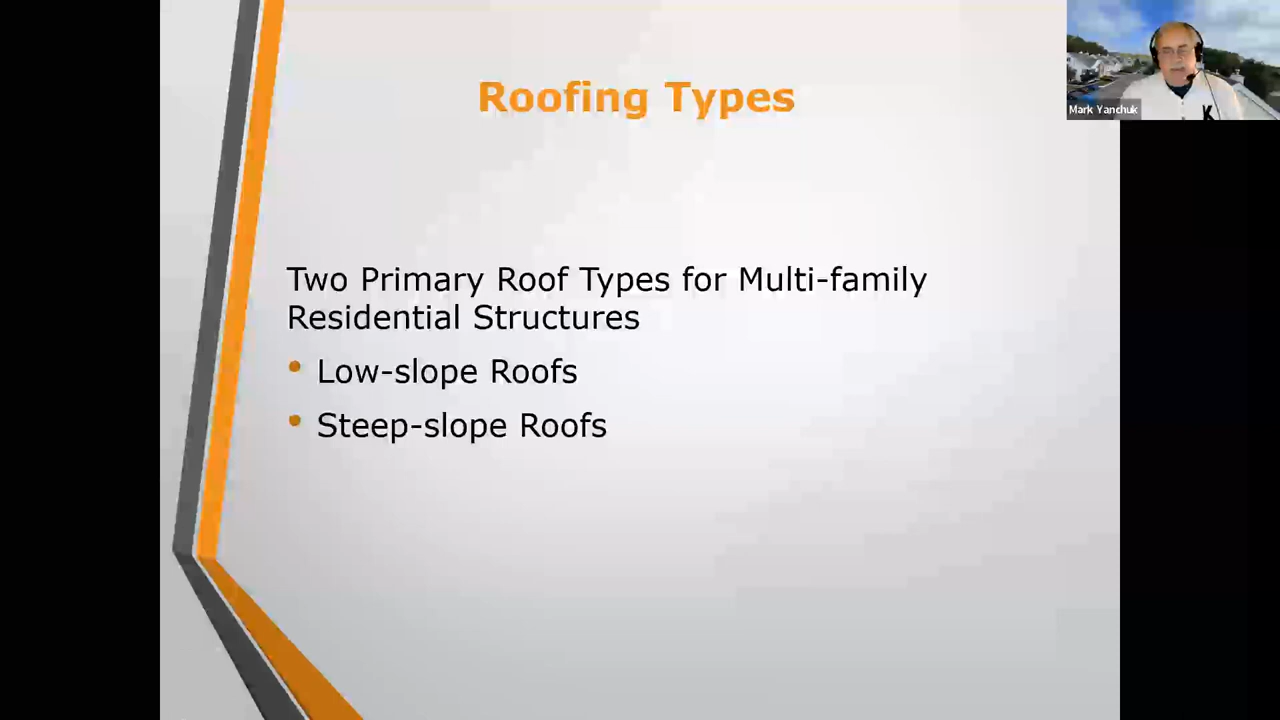 Roofing Types
Mark Yanchuk
K
Two Primary Roof Types for Multi-family
Residential Structures
• Low-slope Roofs
• Steep-slope Roofs